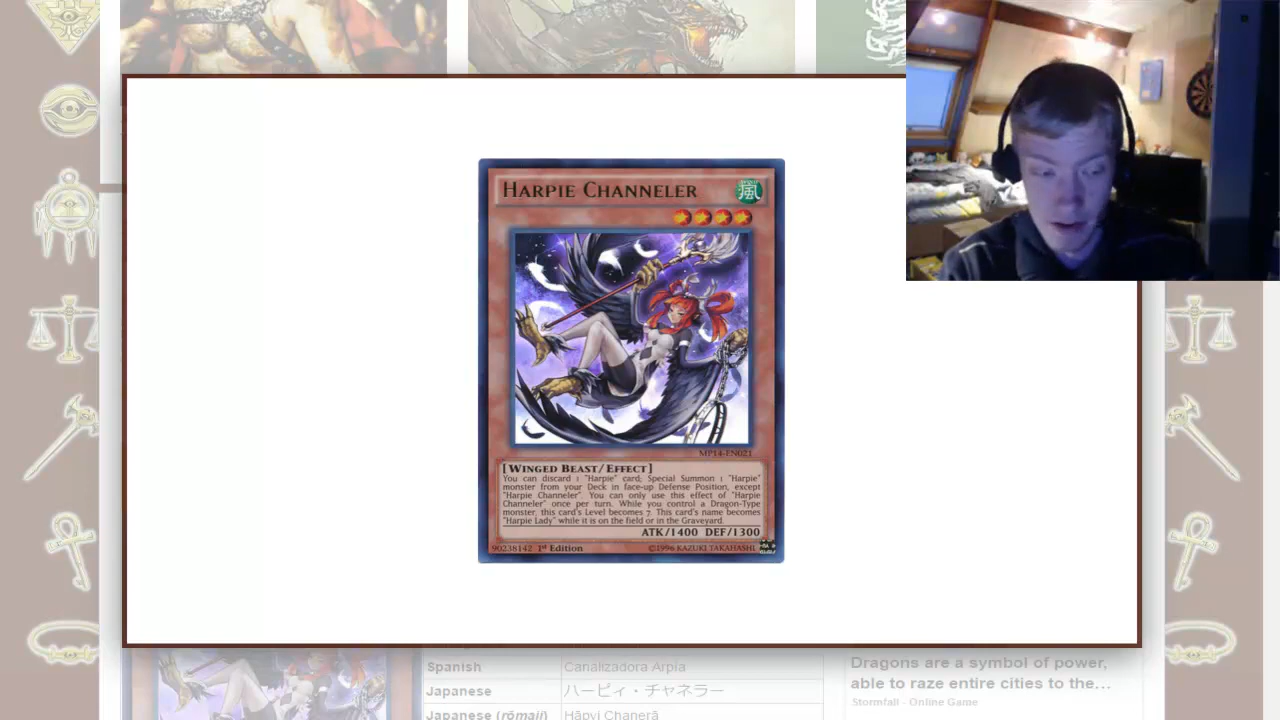 HARPIE CHANNELER
MP14-EN021
[WINGED BEAST/EFFECT]
You can discard 1 "Harpie" card; Special Summon 1 "Harpie"
monster from your Deck in face-up Defense Position, except
"Harpie Channeler". You can only use this effect of "Harpie
Channeler" once per turn. While you control a Dragon-Type
monster, this card's Level becomes 7. This card's name becomes
"Harpie Lady" while it is on the field or in the Graveyard.
ATK/1400 DEF/1300
90238142 1st Edition ©1996 KAZUKI TAKAHASHI
Spanish Canalizadora Arpía
Japanese ハーピィ・チャネラー
Japanese (rōmaji) Hāpyi Chanerā
Dragons are a symbol of power,
able to raze entire cities to the...
Stormfall - Online Game